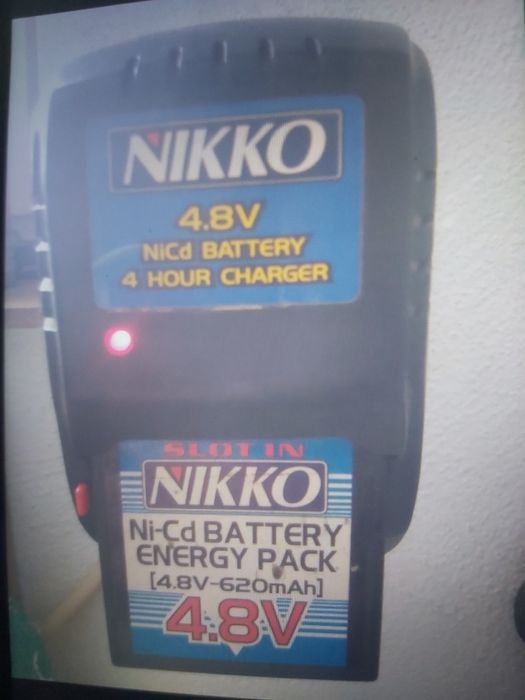 NIKKO
4.8V
NiCd BATTERY
4 HOUR CHARGER
SLOT IN
NIKKO
Ni-Cd BATTERY
ENERGY PACK
[4.8V-620mAh]
4.8V